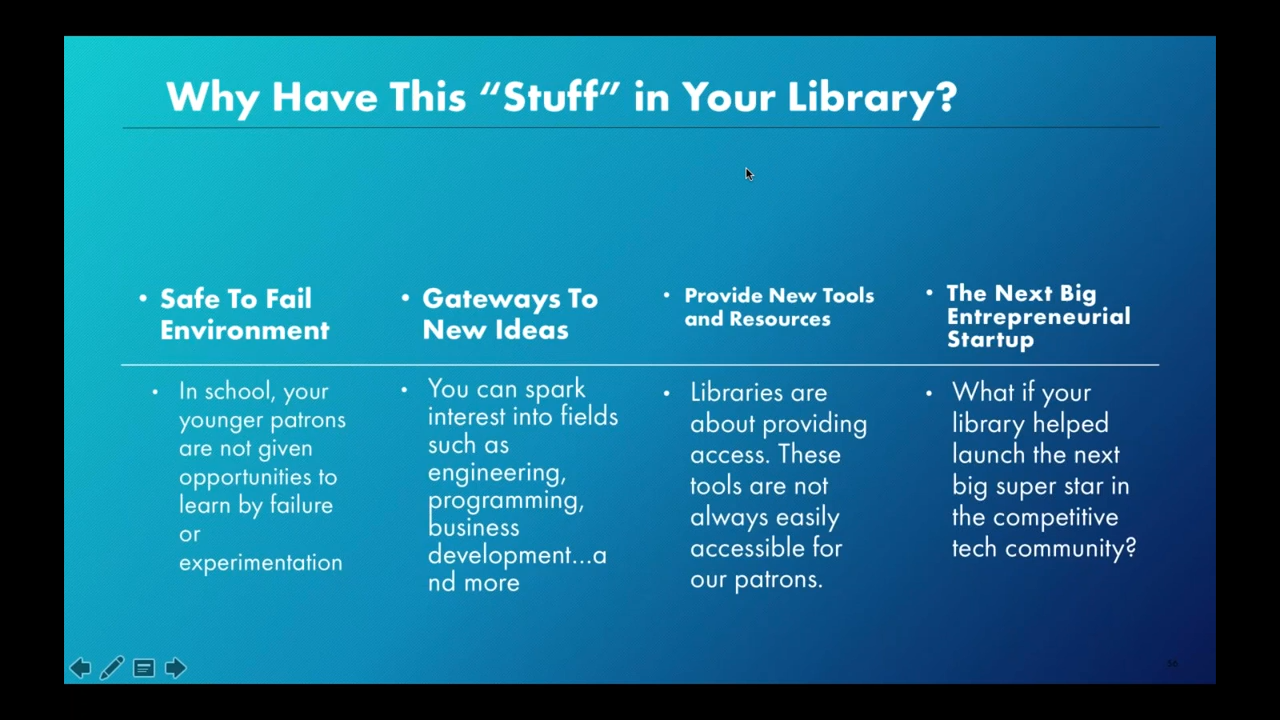 Why Have This “Stuff” in Your Library?
• Safe To Fail
Environment
• In school, your
younger patrons
are not given
opportunities to
learn by failure
or
experimentation
• Gateways To
New Ideas
• You can spark
interest into fields
such as
engineering,
programming,
business
development...a
nd more
• Provide New Tools
and Resources
• Libraries are
about providing
access. These
tools are not
always easily
accessible for
our patrons.
• The Next Big
Entrepreneurial
Startup
• What if your
library helped
launch the next
big super star in
the competitive
tech community?
56